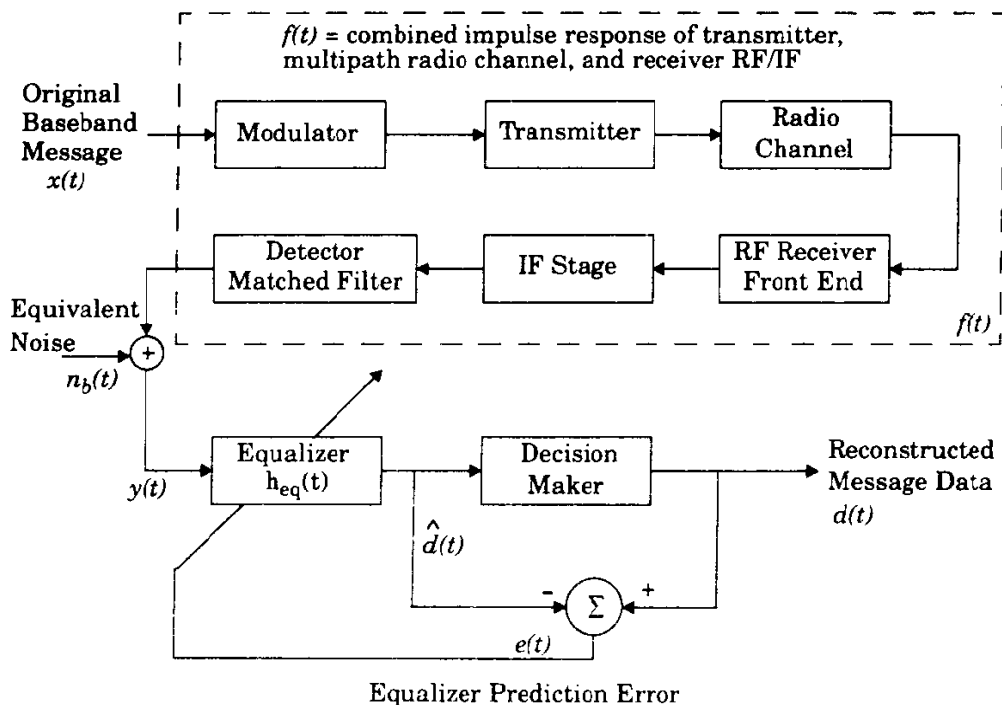 f(t) = combined impulse response of transmitter,
multipath radio channel, and receiver RF/IF
Original
Baseband
Message
x(t)
Modulator
Transmitter
Radio
Channel
Detector
Matched Filter
IF Stage
RF Receiver
Front End
f(t)
Equivalent
Noise
n_b(t)
+
y(t)
Equalizer
h_eq(t)
Decision
Maker
Reconstructed
Message Data
d(t)
d̂(t)
-
Σ
+
e(t)
Equalizer Prediction Error